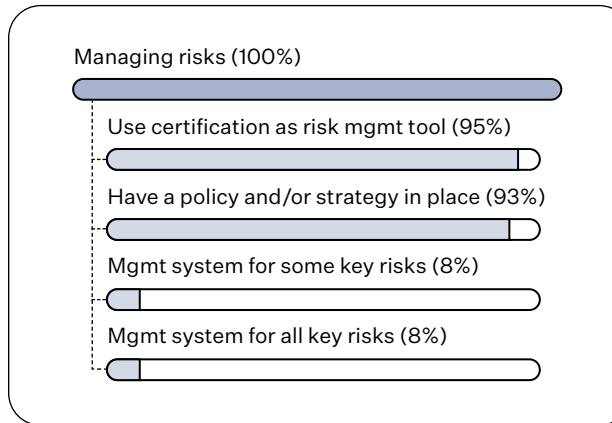 Managing risks (100%)
Use certification as risk mgmt tool (95%)
Have a policy and/or strategy in place (93%)
Mgmt system for some key risks (8%)
Mgmt system for all key risks (8%)